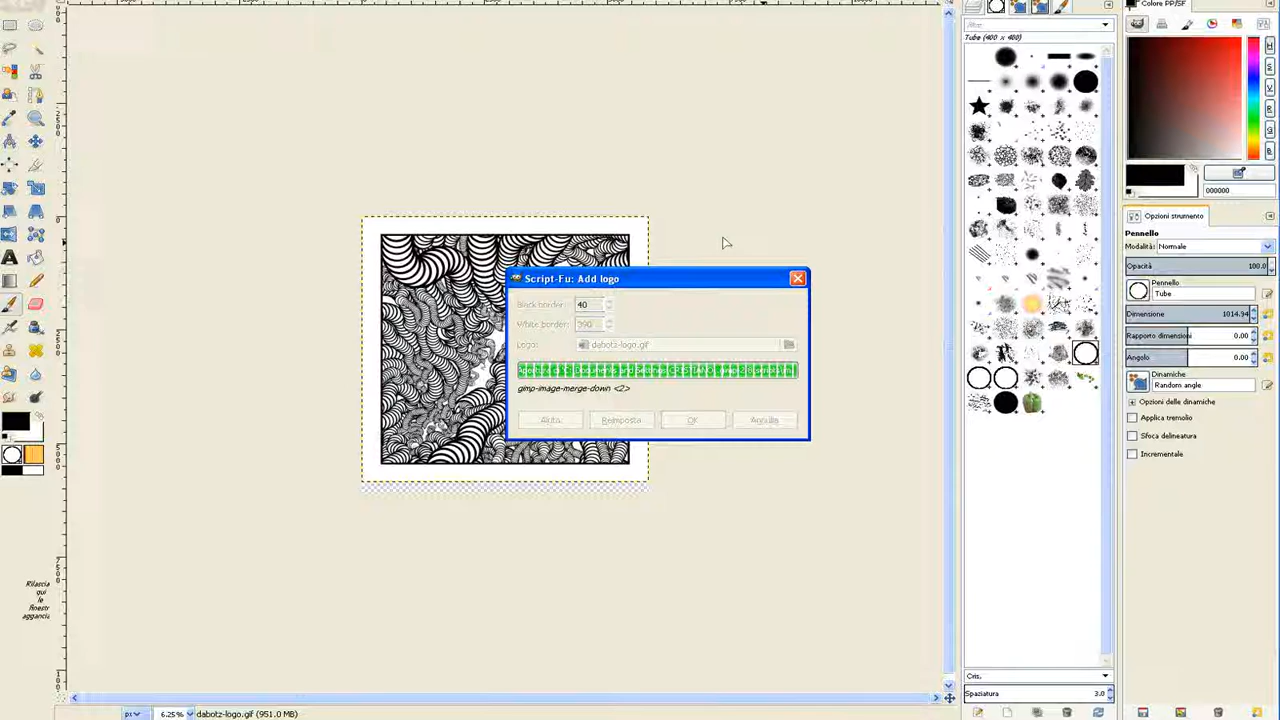 Colore PP/SF
Filtro
Tube (400 x 400)
000000
Opzioni strumento
Pennello
Modalità: Normale
Opacità 100.0
Pennello
Tube
Dimensione 1014.94
Rapporto dimensioni 0.00
Angolo 0.00
Dinamiche
Random angle
Opzioni delle dinamiche
Applica tremolio
Sfoca delineatura
Incrementale
Script-Fu: Add logo
Black border: 40
White border: 390
Logo: dabotz-logo.gif
gimp-image-merge-down <2>
Aiuto
Reimposta
OK
Annulla
Rilascia
qui
le
finestre
agganciabili
Cris,
Spaziatura 3.0
px 6.25% dabotz-logo.gif (951.0 MB)